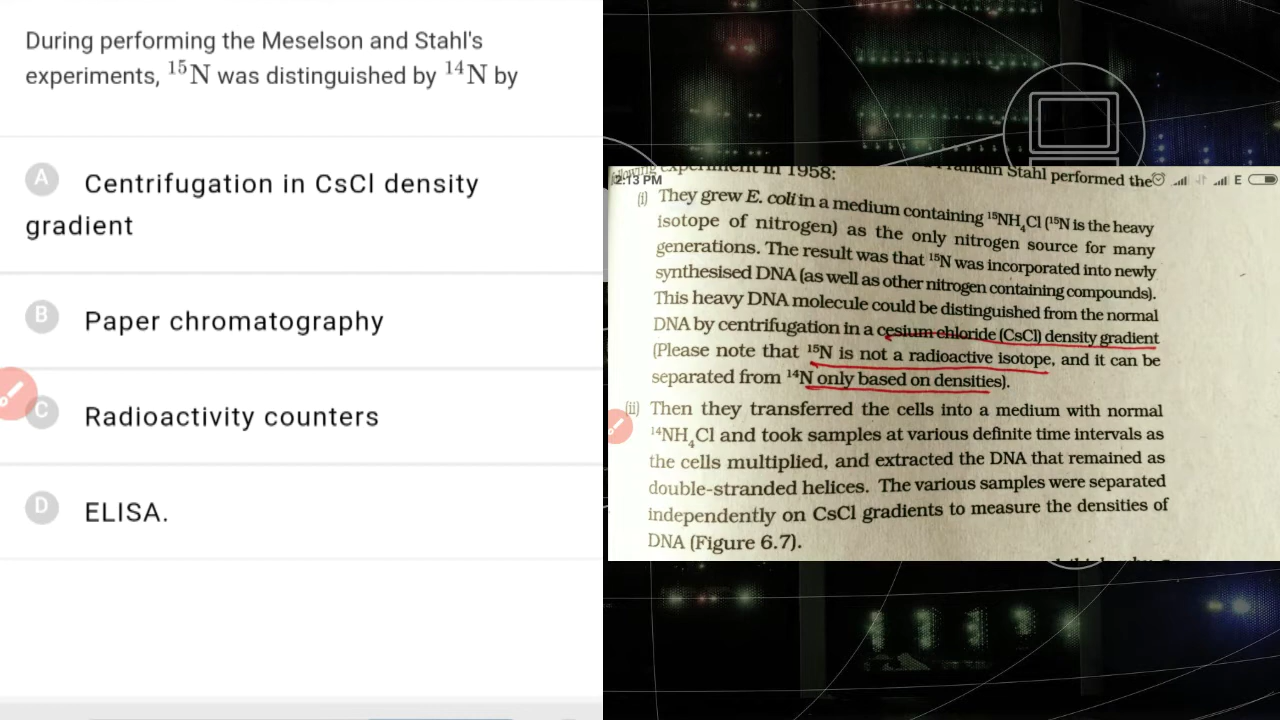 During performing the Meselson and Stahl's
experiments, ¹⁵N was distinguished by ¹⁴N by
A Centrifugation in CsCl density
gradient
B Paper chromatography
C Radioactivity counters
D ELISA.
following experiment in 1958: Franklin Stahl performed the
2:13 PM E
(i) They grew E. coli in a medium containing ¹⁵NH₄Cl (¹⁵N is the heavy
isotope of nitrogen) as the only nitrogen source for many
generations. The result was that ¹⁵N was incorporated into newly
synthesised DNA (as well as other nitrogen containing compounds).
This heavy DNA molecule could be distinguished from the normal
DNA by centrifugation in a cesium chloride (CsCl) density gradient
(Please note that ¹⁵N is not a radioactive isotope, and it can be
separated from ¹⁴N only based on densities).
(ii) Then they transferred the cells into a medium with normal
¹⁴NH₄Cl and took samples at various definite time intervals as
the cells multiplied, and extracted the DNA that remained as
double-stranded helices. The various samples were separated
independently on CsCl gradients to measure the densities of
DNA (Figure 6.7).